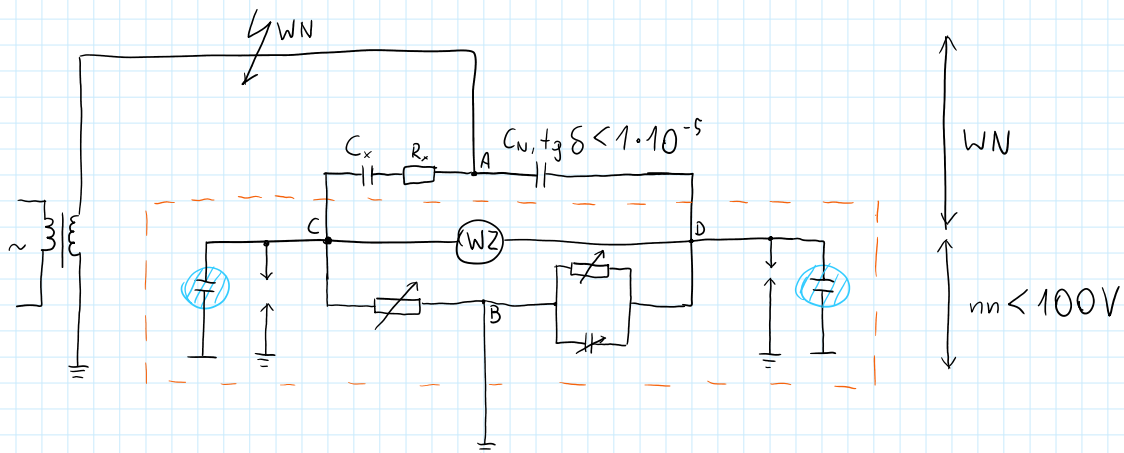 WN
Cx Rx A CN, tg δ < 1·10⁻⁵
WN
C WZ D
~
B nn < 100V